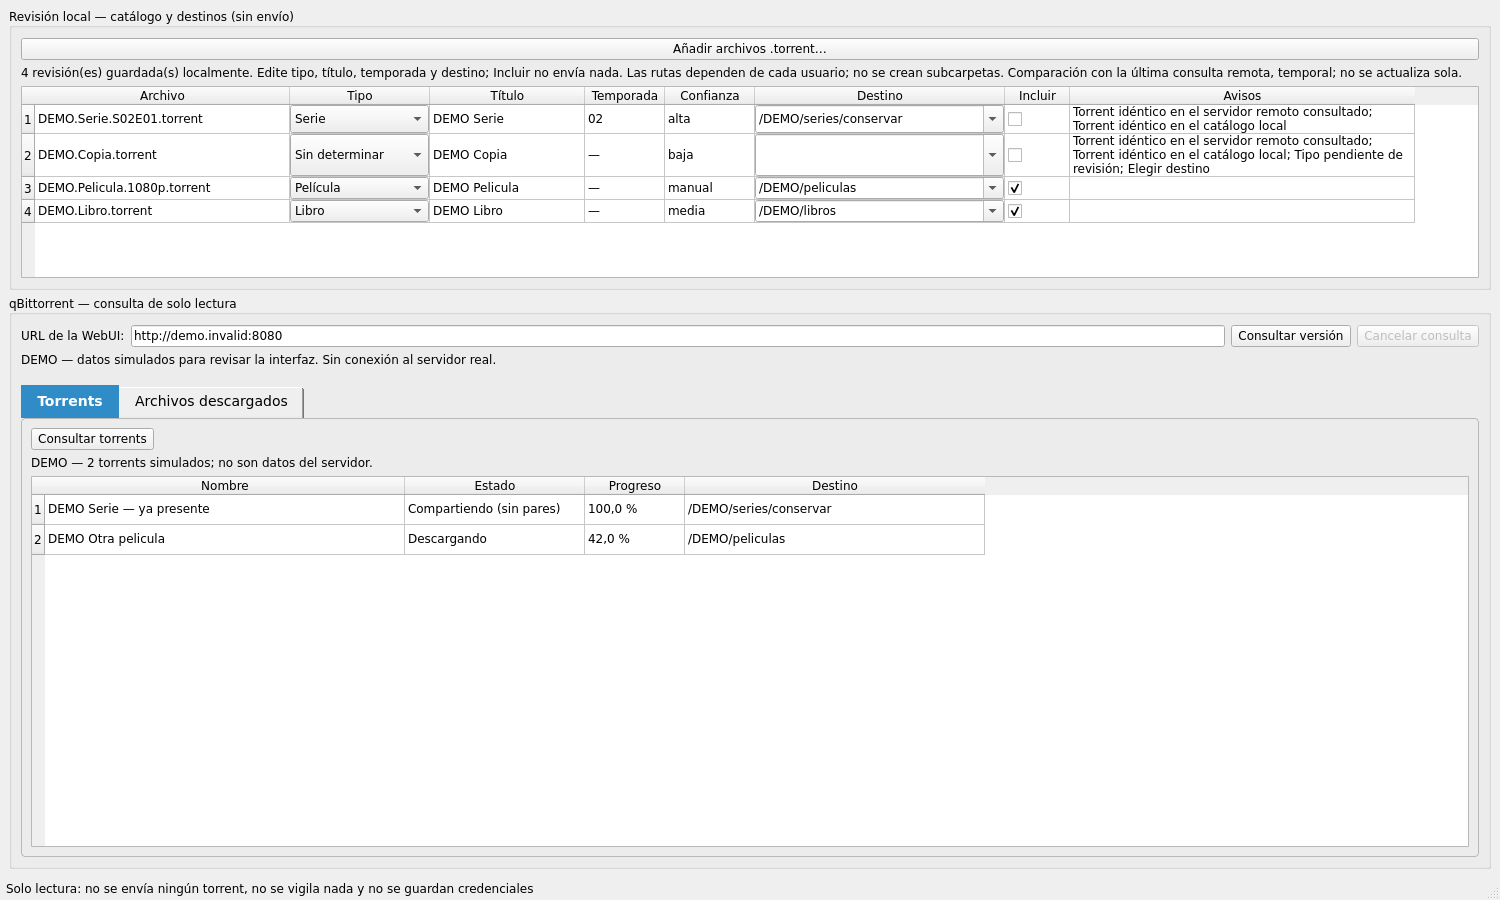 Revisión local — catálogo y destinos (sin envío)
Añadir archivos .torrent...
4 revisión(es) guardada(s) localmente. Edite tipo, título, temporada y destino; Incluir no envía nada. Las rutas dependen de cada usuario; no se crean subcarpetas. Comparación con la última consulta remota, temporal; no se actualiza sola.
Archivo Tipo Título Temporada Confianza Destino Incluir Avisos
1 DEMO.Serie.S02E01.torrent Serie DEMO Serie 02 alta /DEMO/series/conservar Torrent idéntico en el servidor remoto consultado;
Torrent idéntico en el catálogo local
2 DEMO.Copia.torrent Sin determinar DEMO Copia — baja Torrent idéntico en el servidor remoto consultado;
Torrent idéntico en el catálogo local; Tipo pendiente de
revisión; Elegir destino
3 DEMO.Pelicula.1080p.torrent Película DEMO Pelicula — manual /DEMO/peliculas
4 DEMO.Libro.torrent Libro DEMO Libro — media /DEMO/libros
qBittorrent — consulta de solo lectura
URL de la WebUI: http://demo.invalid:8080 Consultar versión Cancelar consulta
DEMO — datos simulados para revisar la interfaz. Sin conexión al servidor real.
Torrents Archivos descargados
Consultar torrents
DEMO — 2 torrents simulados; no son datos del servidor.
Nombre Estado Progreso Destino
1 DEMO Serie — ya presente Compartiendo (sin pares) 100,0 % /DEMO/series/conservar
2 DEMO Otra pelicula Descargando 42,0 % /DEMO/peliculas
Solo lectura: no se envía ningún torrent, no se vigila nada y no se guardan credenciales